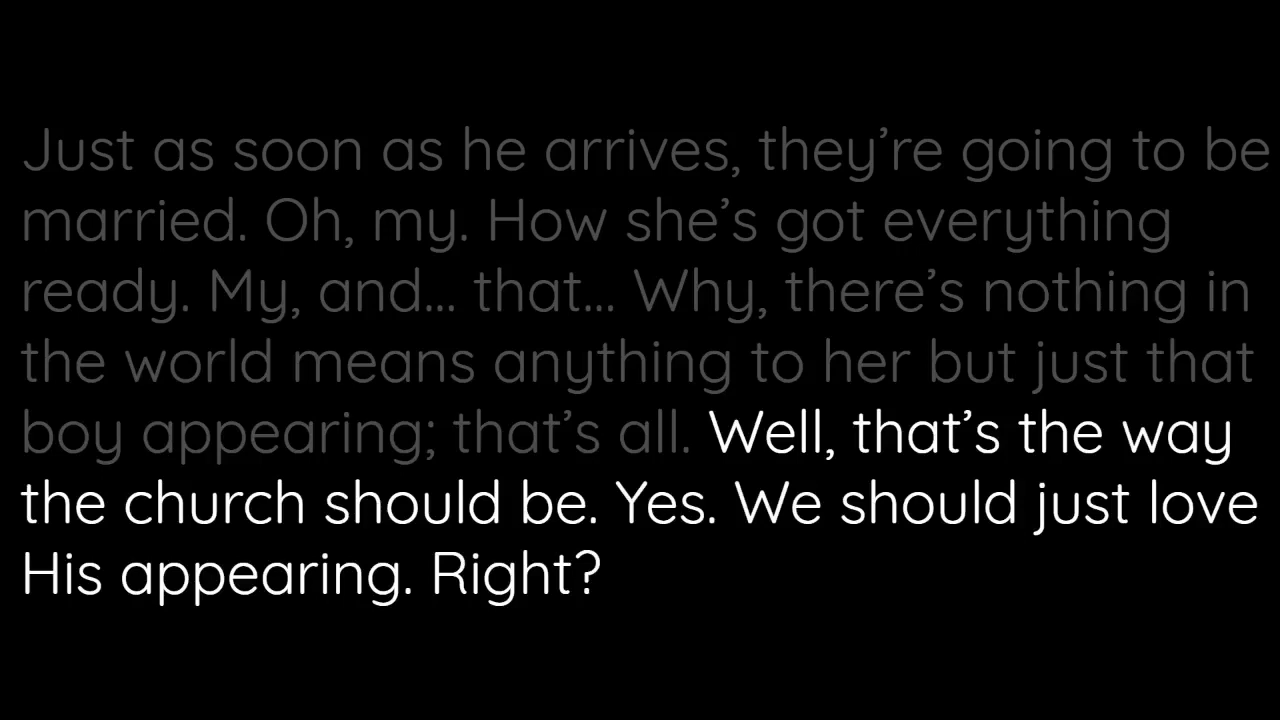 Just as soon as he arrives, they’re going to be
married. Oh, my. How she’s got everything
ready. My, and... that... Why, there’s nothing in
the world means anything to her but just that
boy appearing; that’s all. Well, that’s the way
the church should be. Yes. We should just love
His appearing. Right?